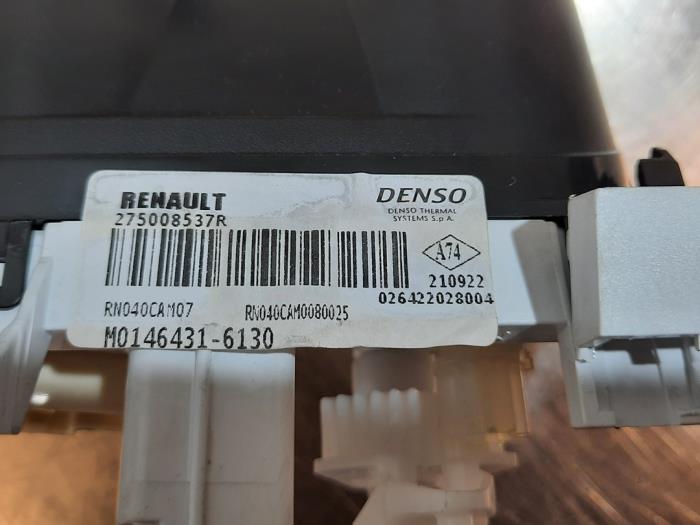 RENAULT
275008537R
DENSO
DENSO THERMAL
SYSTEMS S.p.A.
A74
210922
026422028004
RN040CAM07
RN040CAM0080025
M0146431-6130